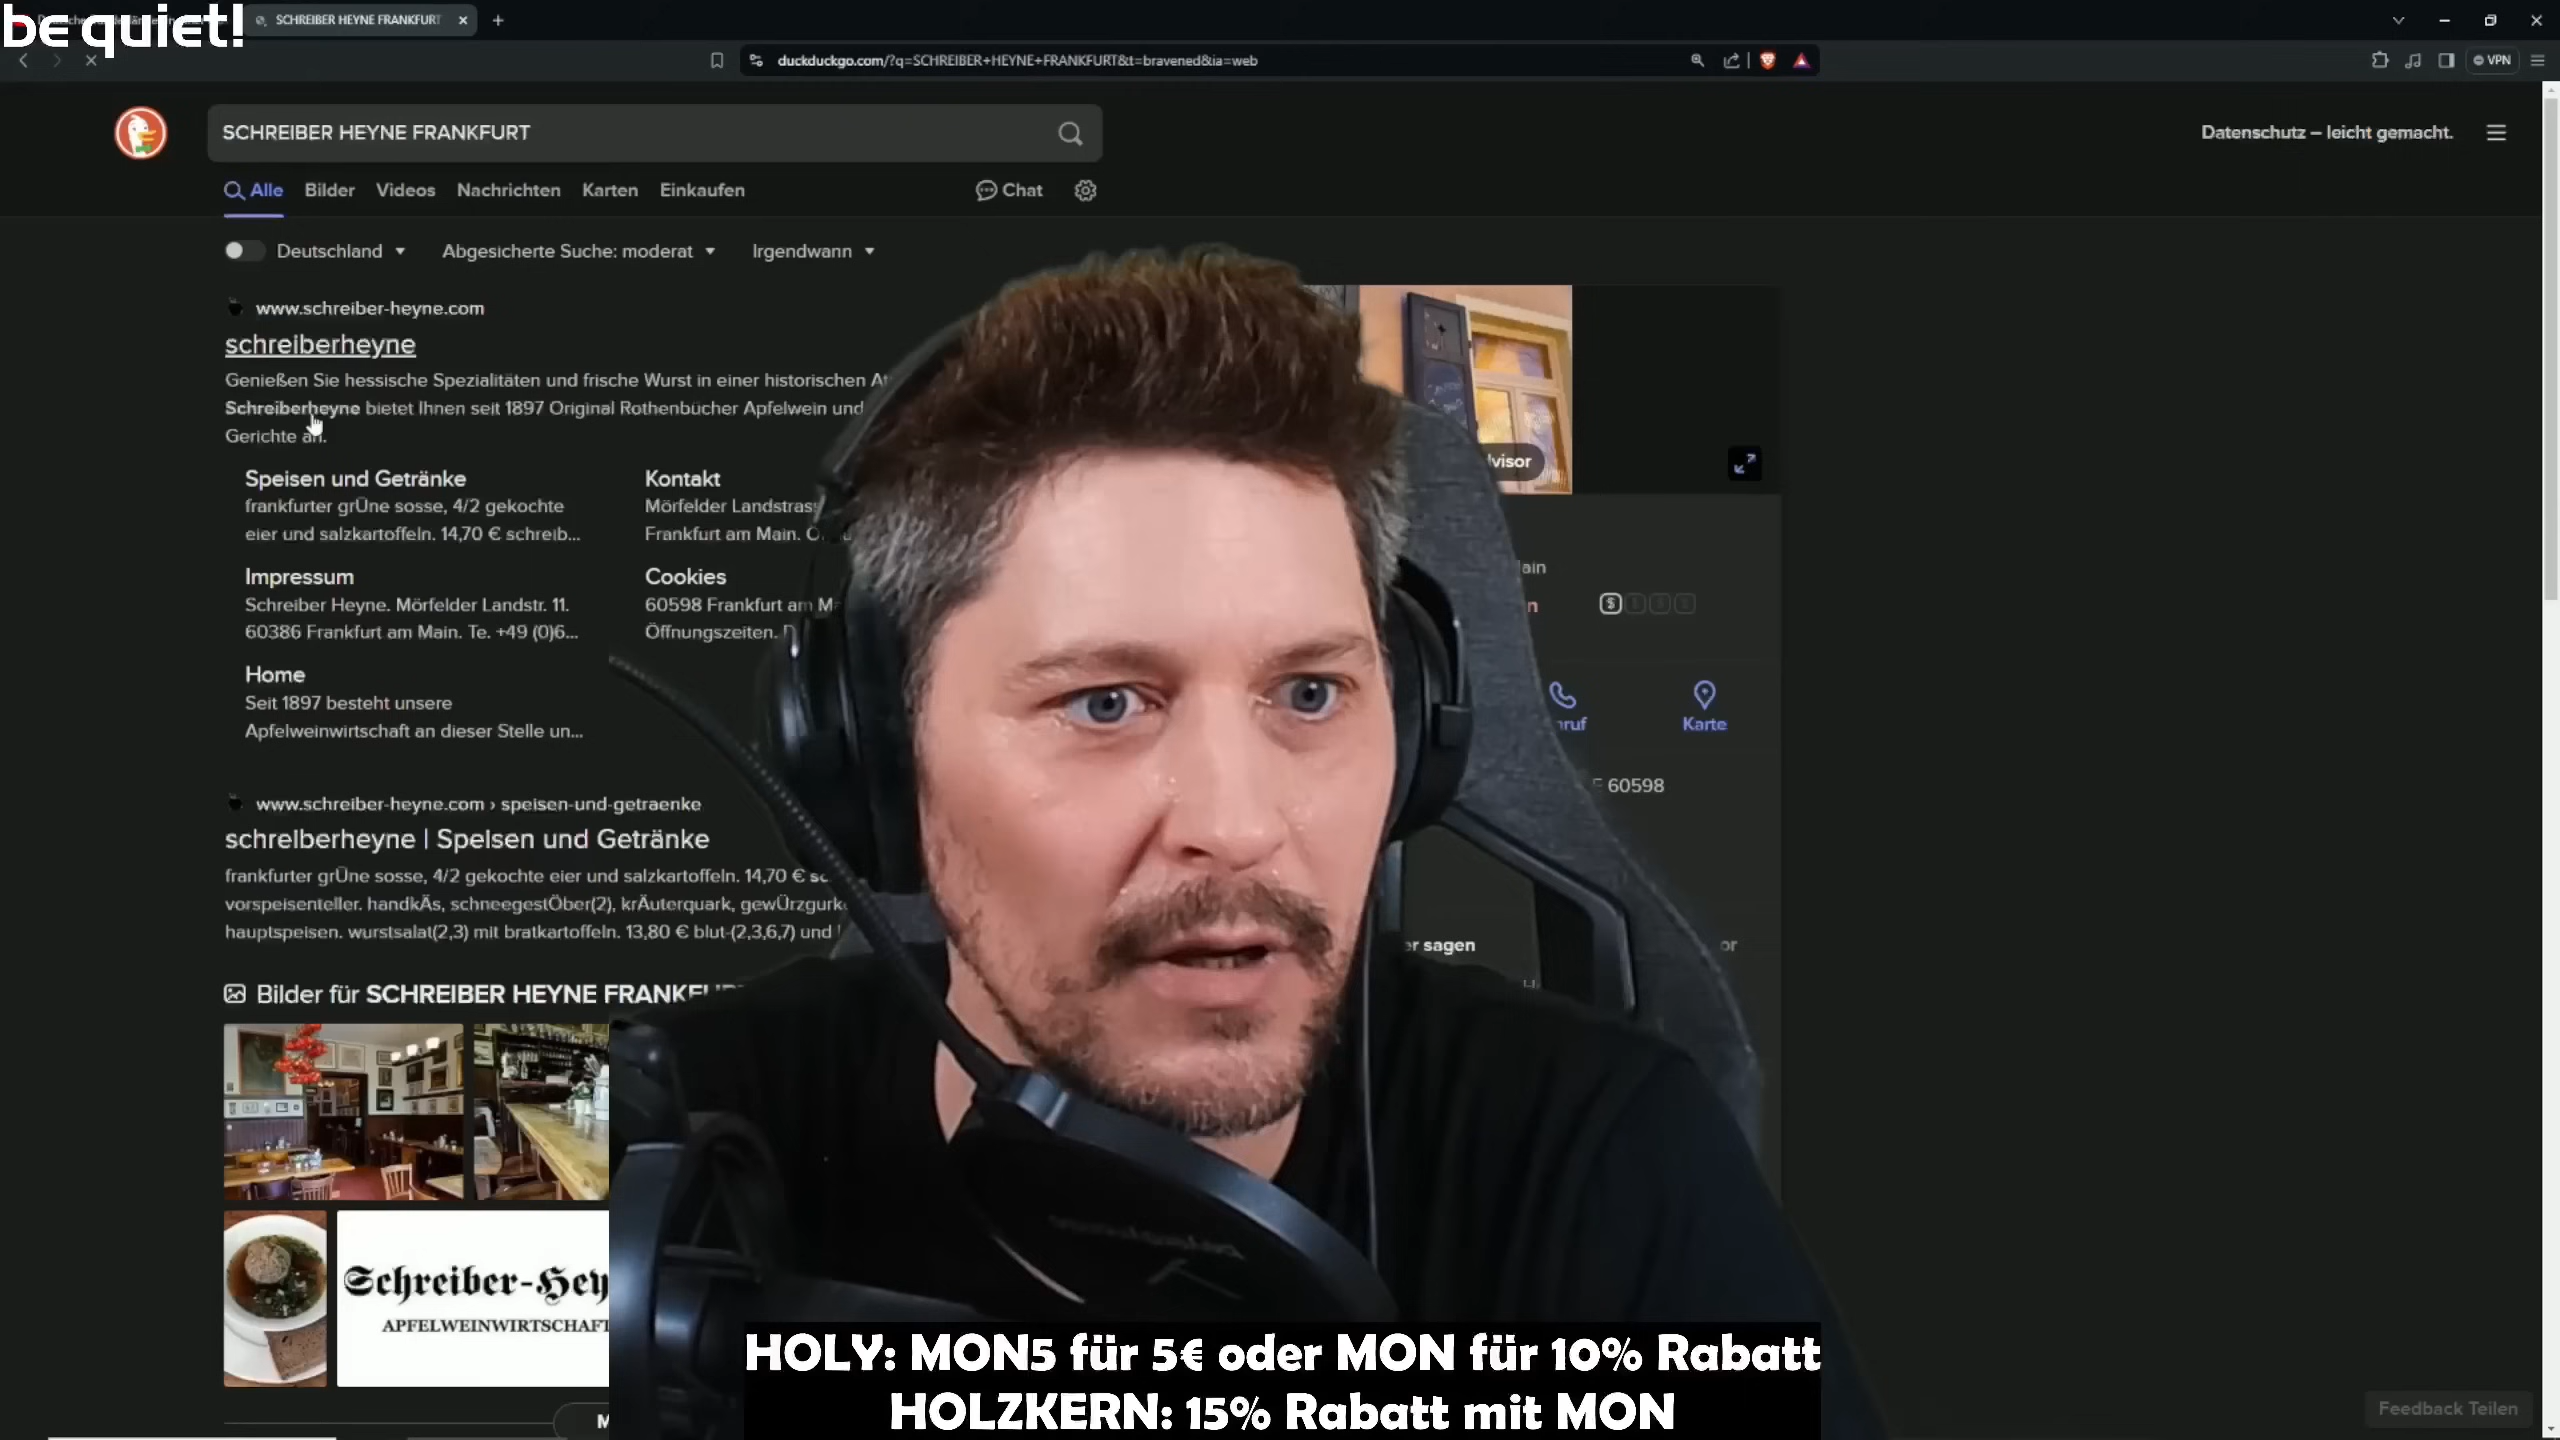 be quiet!
SCHREIBER HEYNE FRANKFURT
duckduckgo.com/?q=SCHREIBER+HEYNE+FRANKFURT&t=bravened&ia=web
VPN
SCHREIBER HEYNE FRANKFURT
Datenschutz – leicht gemacht.
Alle Bilder Videos Nachrichten Karten Einkaufen Chat
Deutschland Abgesicherte Suche: moderat Irgendwann
www.schreiber-heyne.com
schreiberheyne
Genießen Sie hessische Spezialitäten und frische Wurst in einer historischen
Schreiberheyne bietet Ihnen seit 1897 Original Rothenbücher Apfelwein und
Gerichte an.
Speisen und Getränke
frankfurter grÜne sosse, 4/2 gekochte
eier und salzkartoffeln. 14,70 € schreib...
Kontakt
Mörfelder Landstrass
Frankfurt am Main.
Impressum
Schreiber Heyne. Mörfelder Landstr. 11.
60386 Frankfurt am Main. Te. +49 (0)6...
Cookies
60598 Frankfurt am
Öffnungszeiten.
Home
Seit 1897 besteht unsere
Apfelweinwirtschaft an dieser Stelle un...
visor
ain
n
ruf
Karte
60598
er sagen
or
www.schreiber-heyne.com › speisen-und-getraenke
schreiberheyne | Speisen und Getränke
frankfurter grÜne sosse, 4/2 gekochte eier und salzkartoffeln. 14,70 €
vorspeisenteller. handkÄs, schneegestÖber(2), krÄuterquark, gewÜrzgurk
hauptspeisen. wurstsalat(2,3) mit bratkartoffeln. 13,80 € blut-(2,3,6,7) und
Bilder für SCHREIBER HEYNE FRANKFUR
Schreiber-Hey
APFELWEINWIRTSCHAFT
M
HOLY: MON5 für 5€ oder MON für 10% Rabatt
HOLZKERN: 15% Rabatt mit MON
Feedback Teilen